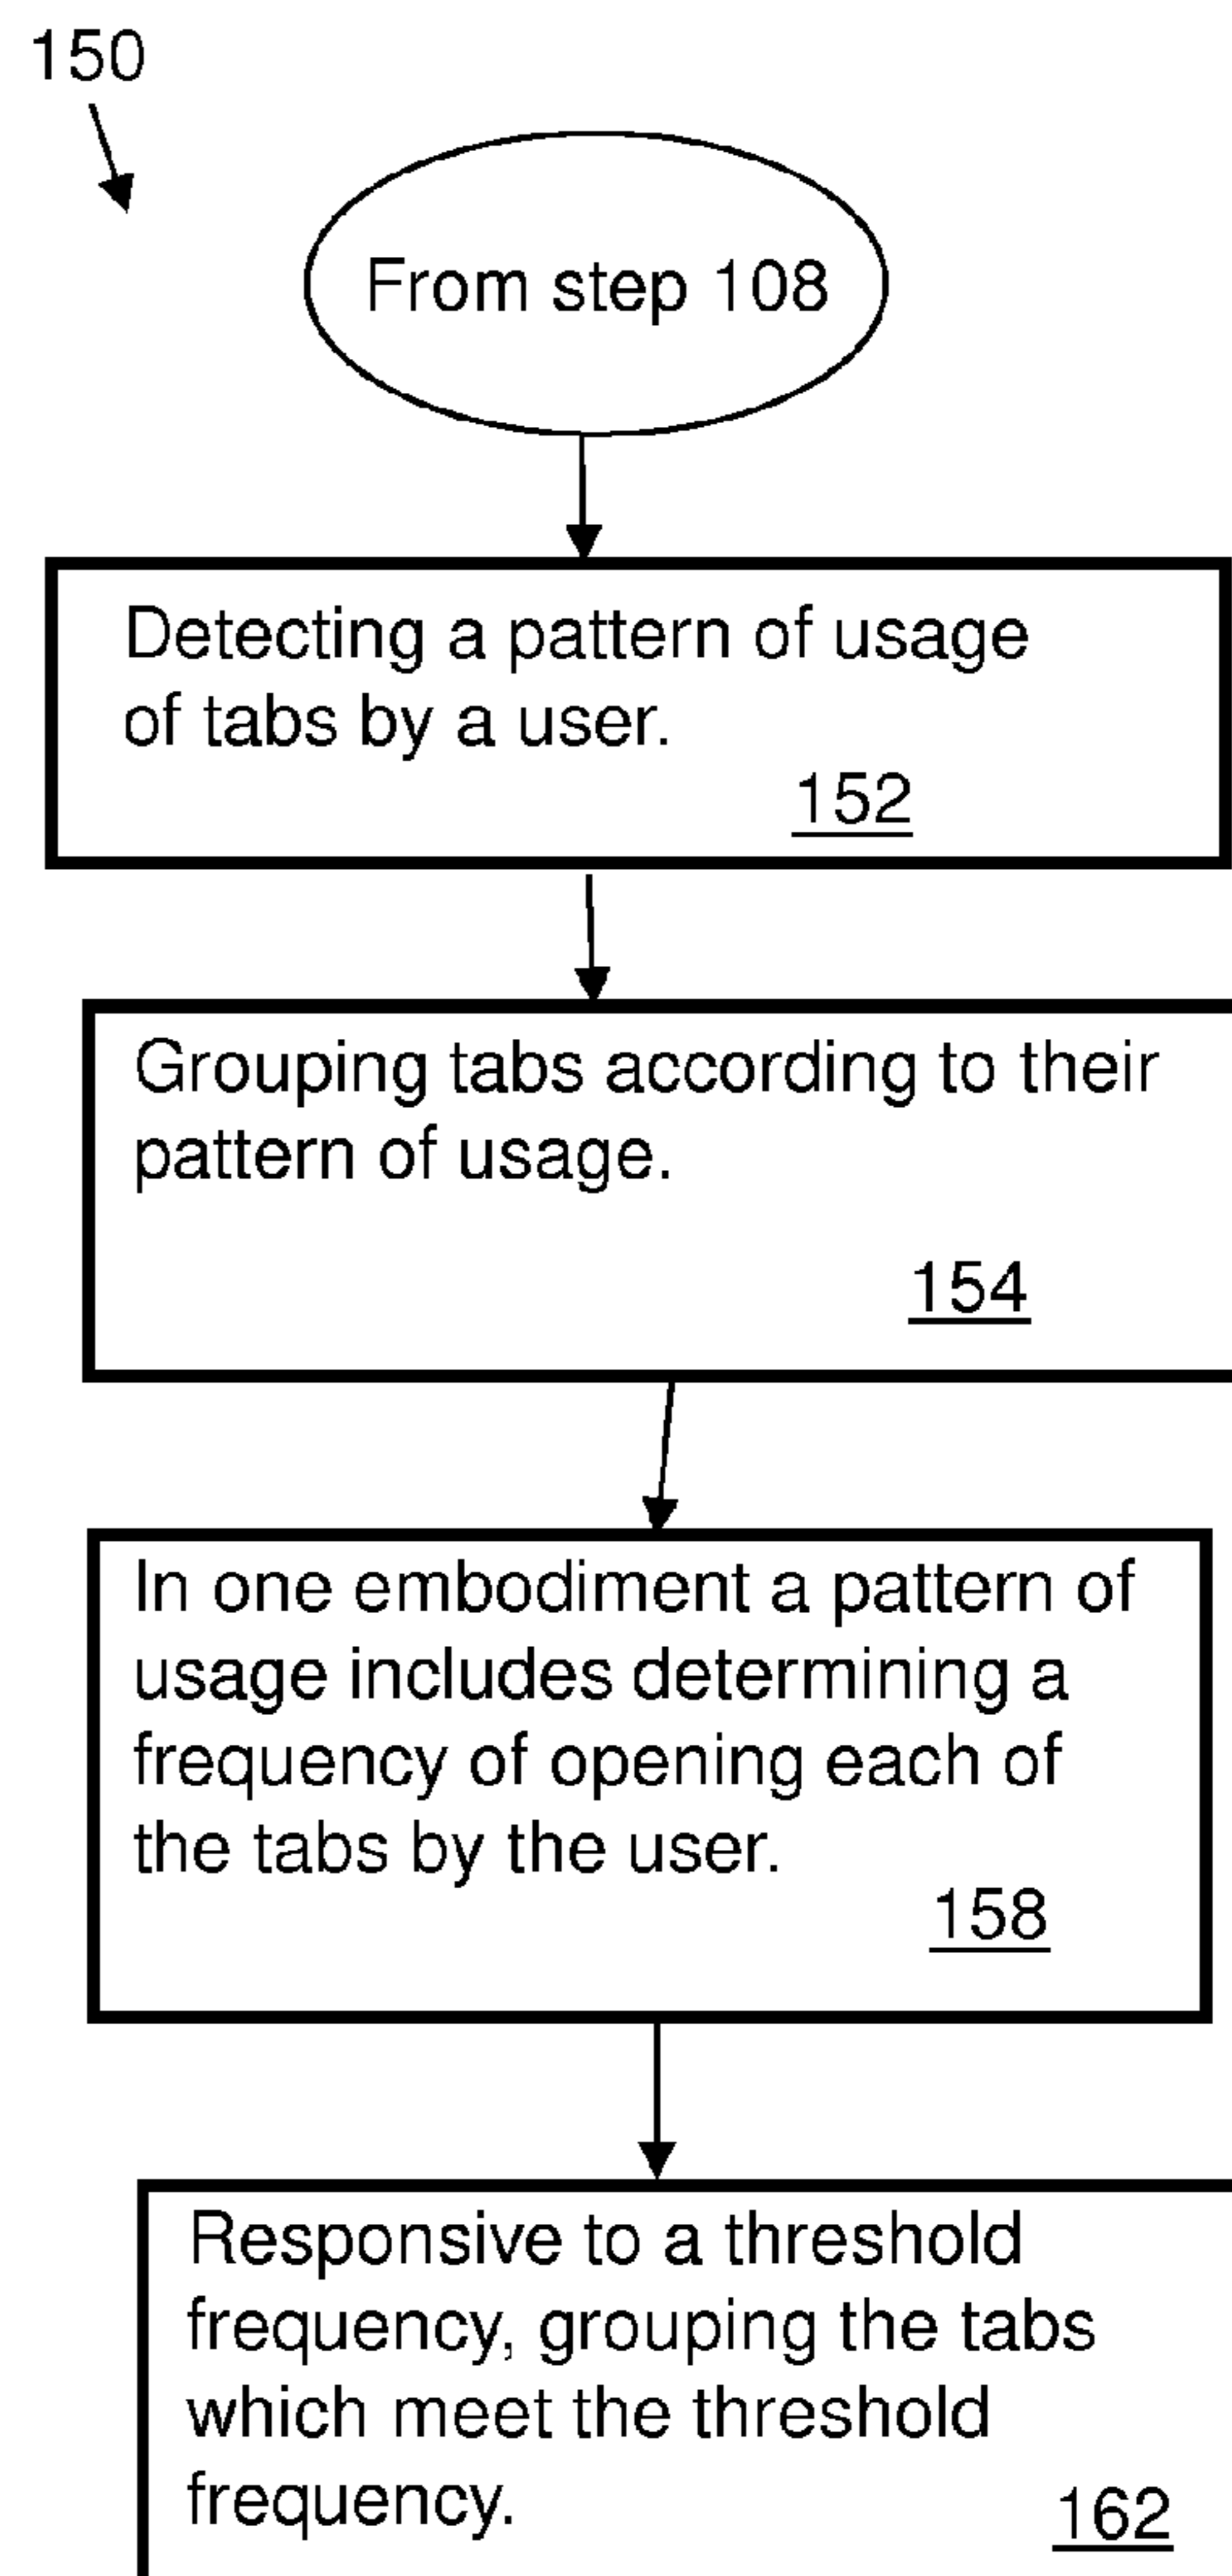 150
From step 108
Detecting a pattern of usage
of tabs by a user.
152
Grouping tabs according to their
pattern of usage.
154
In one embodiment a pattern of
usage includes determining a
frequency of opening each of
the tabs by the user.
158
Responsive to a threshold
frequency, grouping the tabs
which meet the threshold
frequency.
162